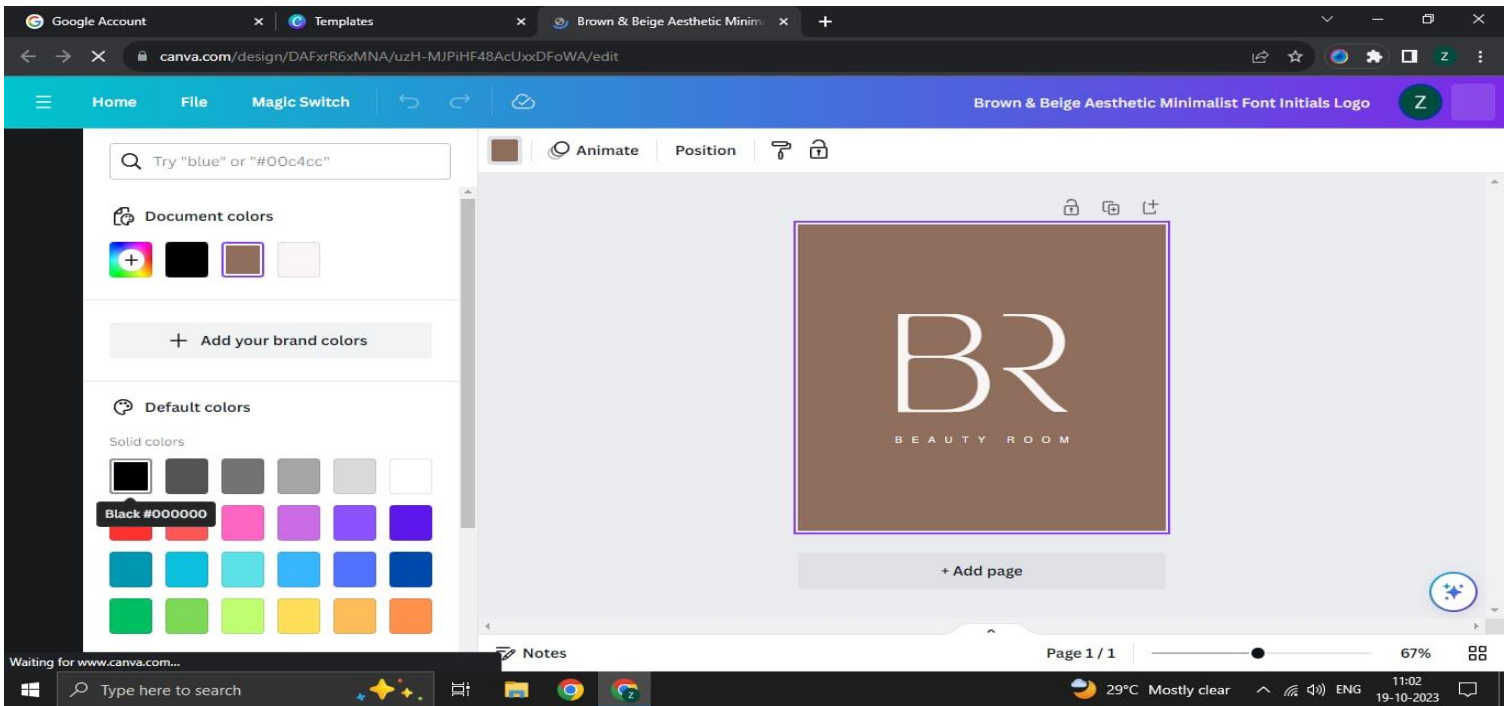 Google Account
Templates
Brown & Beige Aesthetic Minim
canva.com/design/DAFxrR6xMNA/uzH-MJPiHF48AcUxxDFoWA/edit
Z
Home File Magic Switch
Brown & Beige Aesthetic Minimalist Font Initials Logo
Z
Try "blue" or "#00c4cc"
Animate Position
Document colors
+ Add your brand colors
Default colors
Solid colors
Black #000000
BR
BEAUTY ROOM
+ Add page
Notes
Page 1 / 1
67%
Waiting for www.canva.com...
Type here to search
Z
29°C Mostly clear
ENG
11:02
19-10-2023